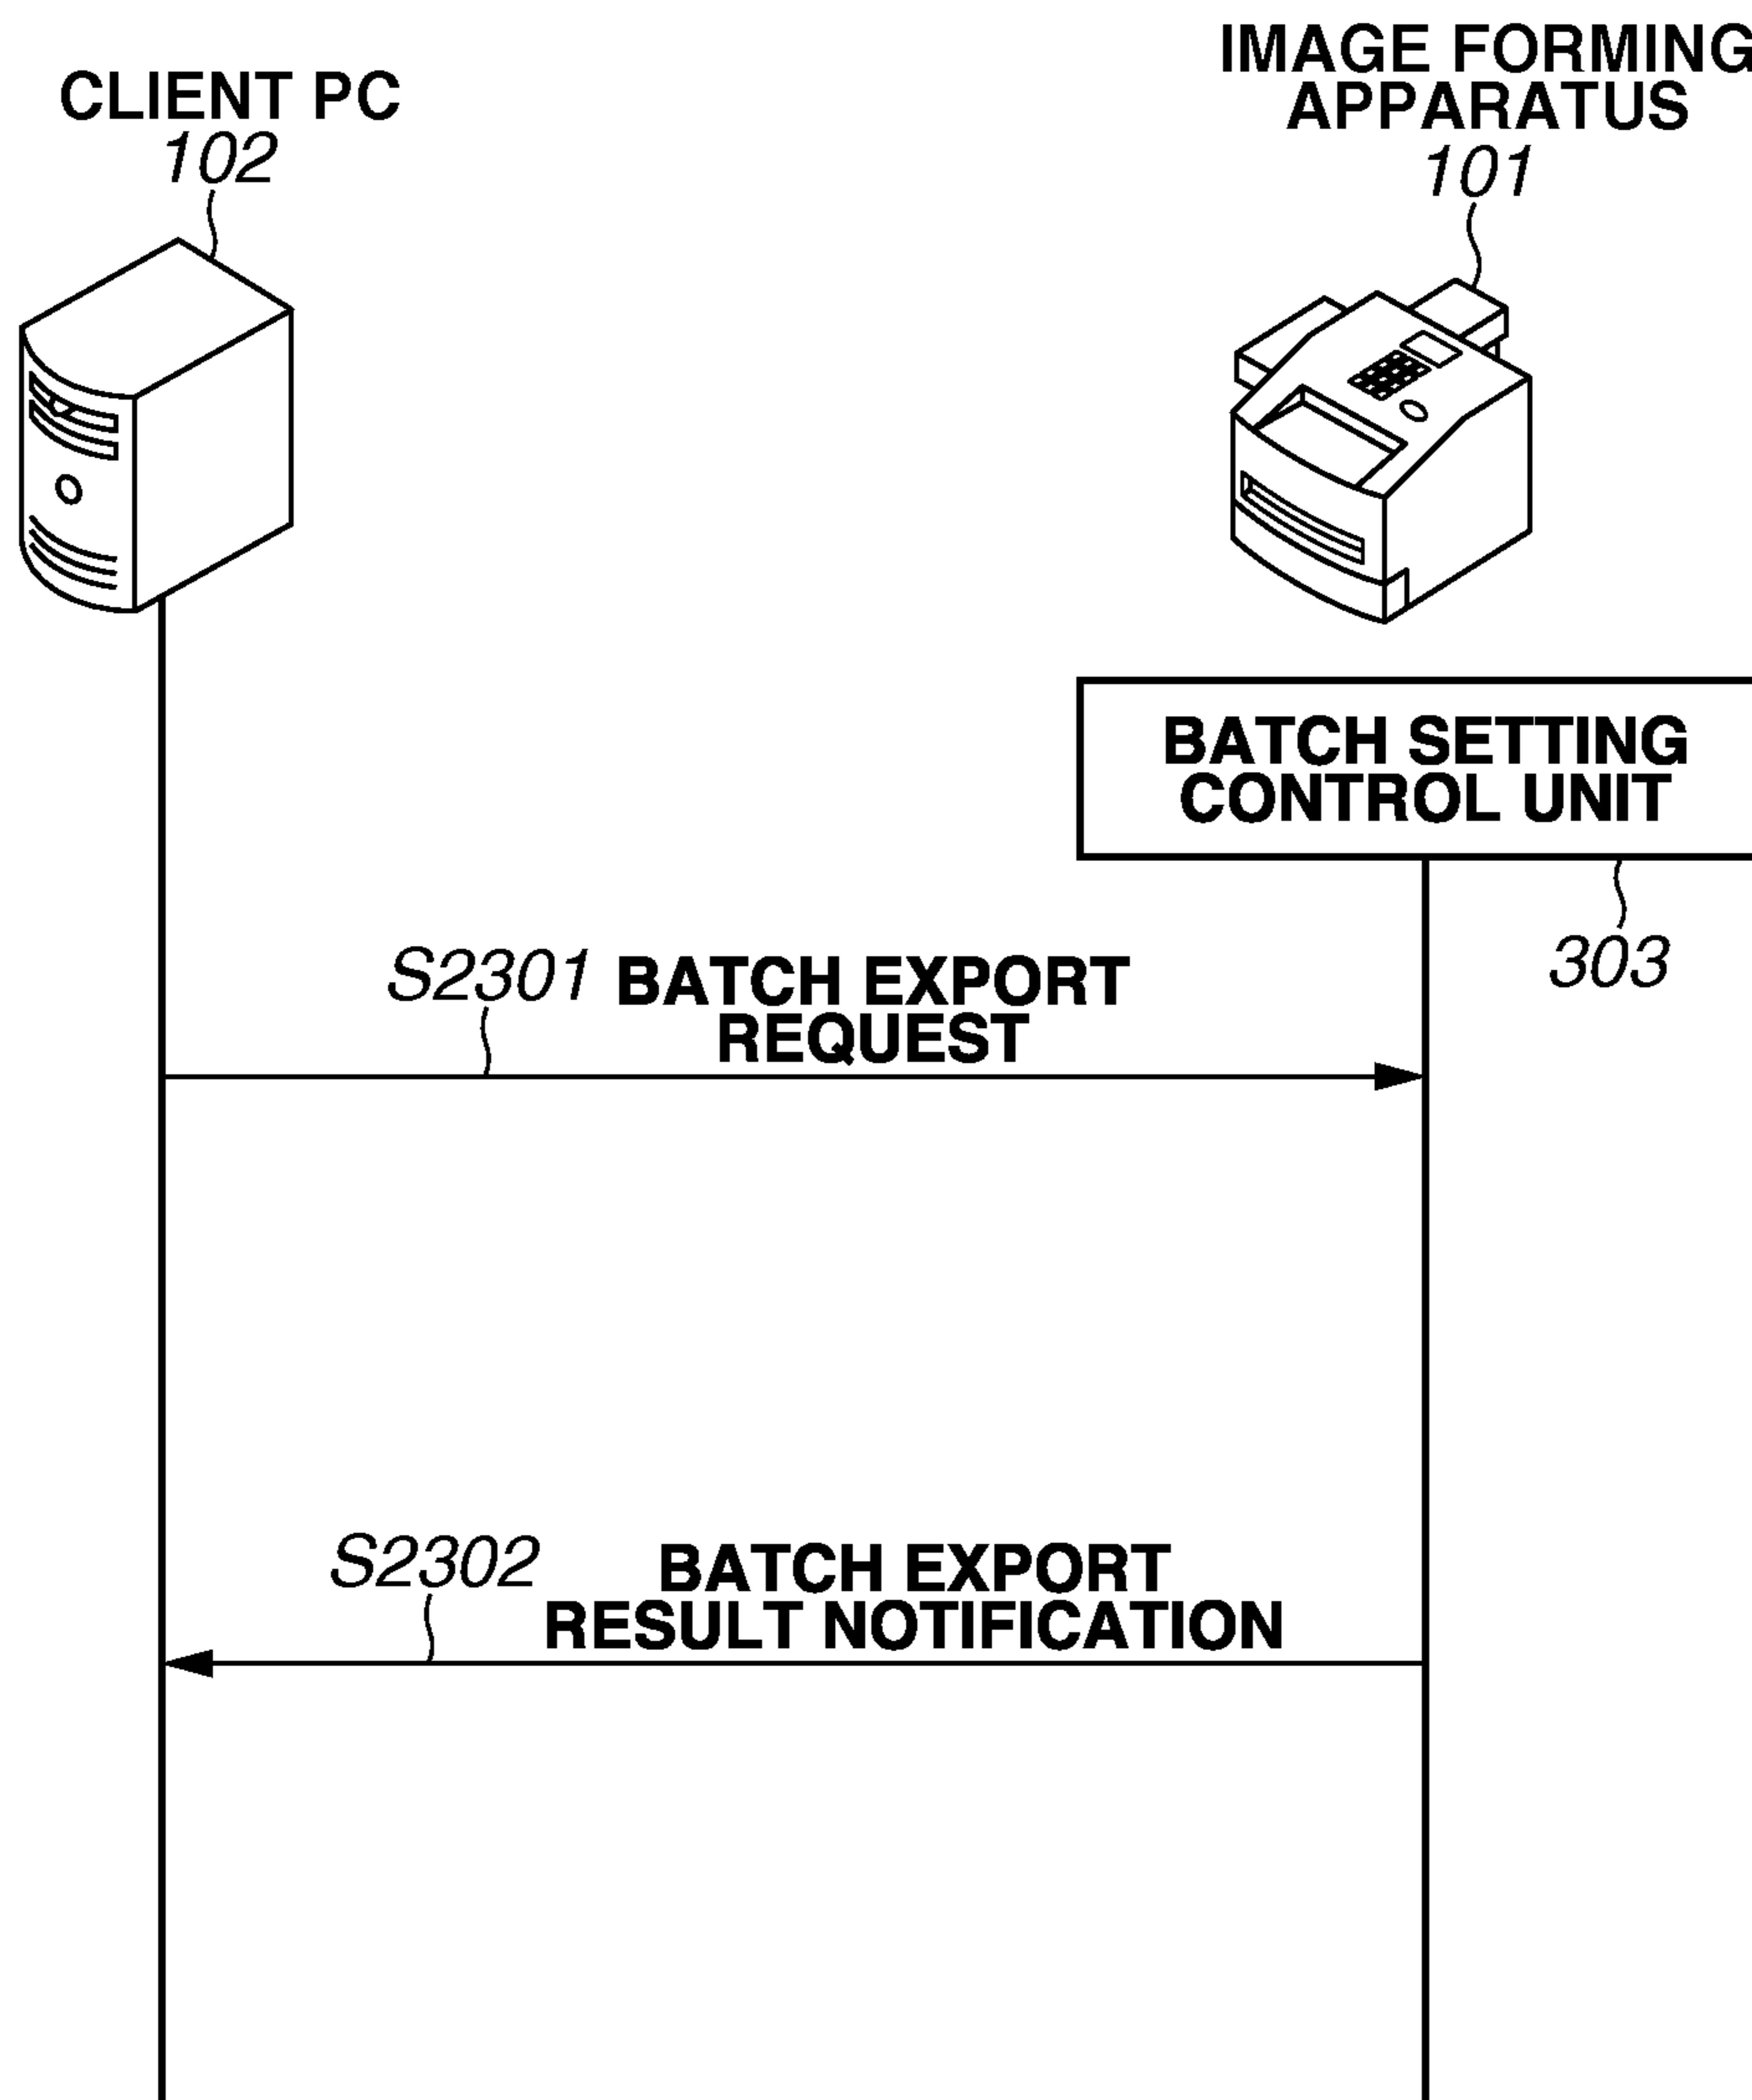 CLIENT PC
102
IMAGE FORMING
APPARATUS
101
BATCH SETTING
CONTROL UNIT
303
S2301
BATCH EXPORT
REQUEST
S2302
BATCH EXPORT
RESULT NOTIFICATION